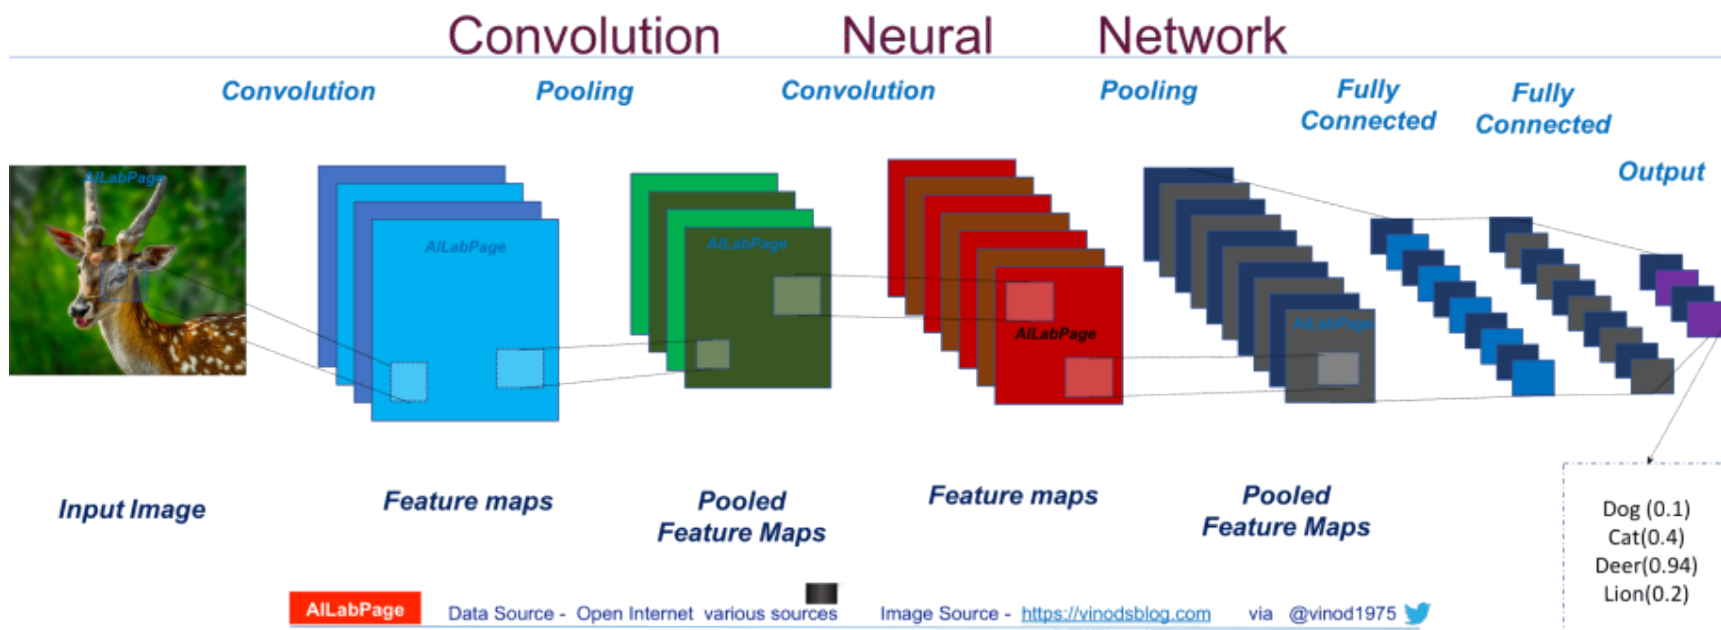 Convolution Neural Network
Convolution Pooling Convolution Pooling Fully Connected Fully Connected
Output
AILabPage
AILabPage
AILabPage
AILabPage
AILabPage
Input Image
Feature maps
Pooled
Feature Maps
Feature maps
Pooled
Feature Maps
Dog (0.1)
Cat(0.4)
Deer(0.94)
Lion(0.2)
AILabPage Data Source - Open Internet various sources Image Source - https://vinodsblog.com via @vinod1975